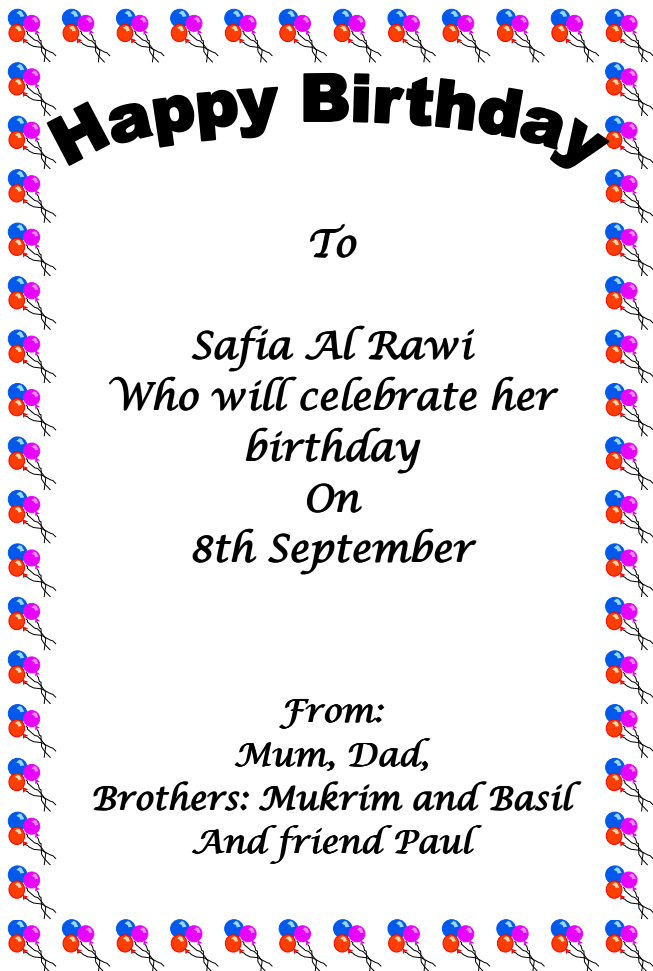 Happy Birthday
To
Safia Al Rawi
Who will celebrate her
birthday
On
8th September
From:
Mum, Dad,
Brothers: Mukrim and Basil
And friend Paul